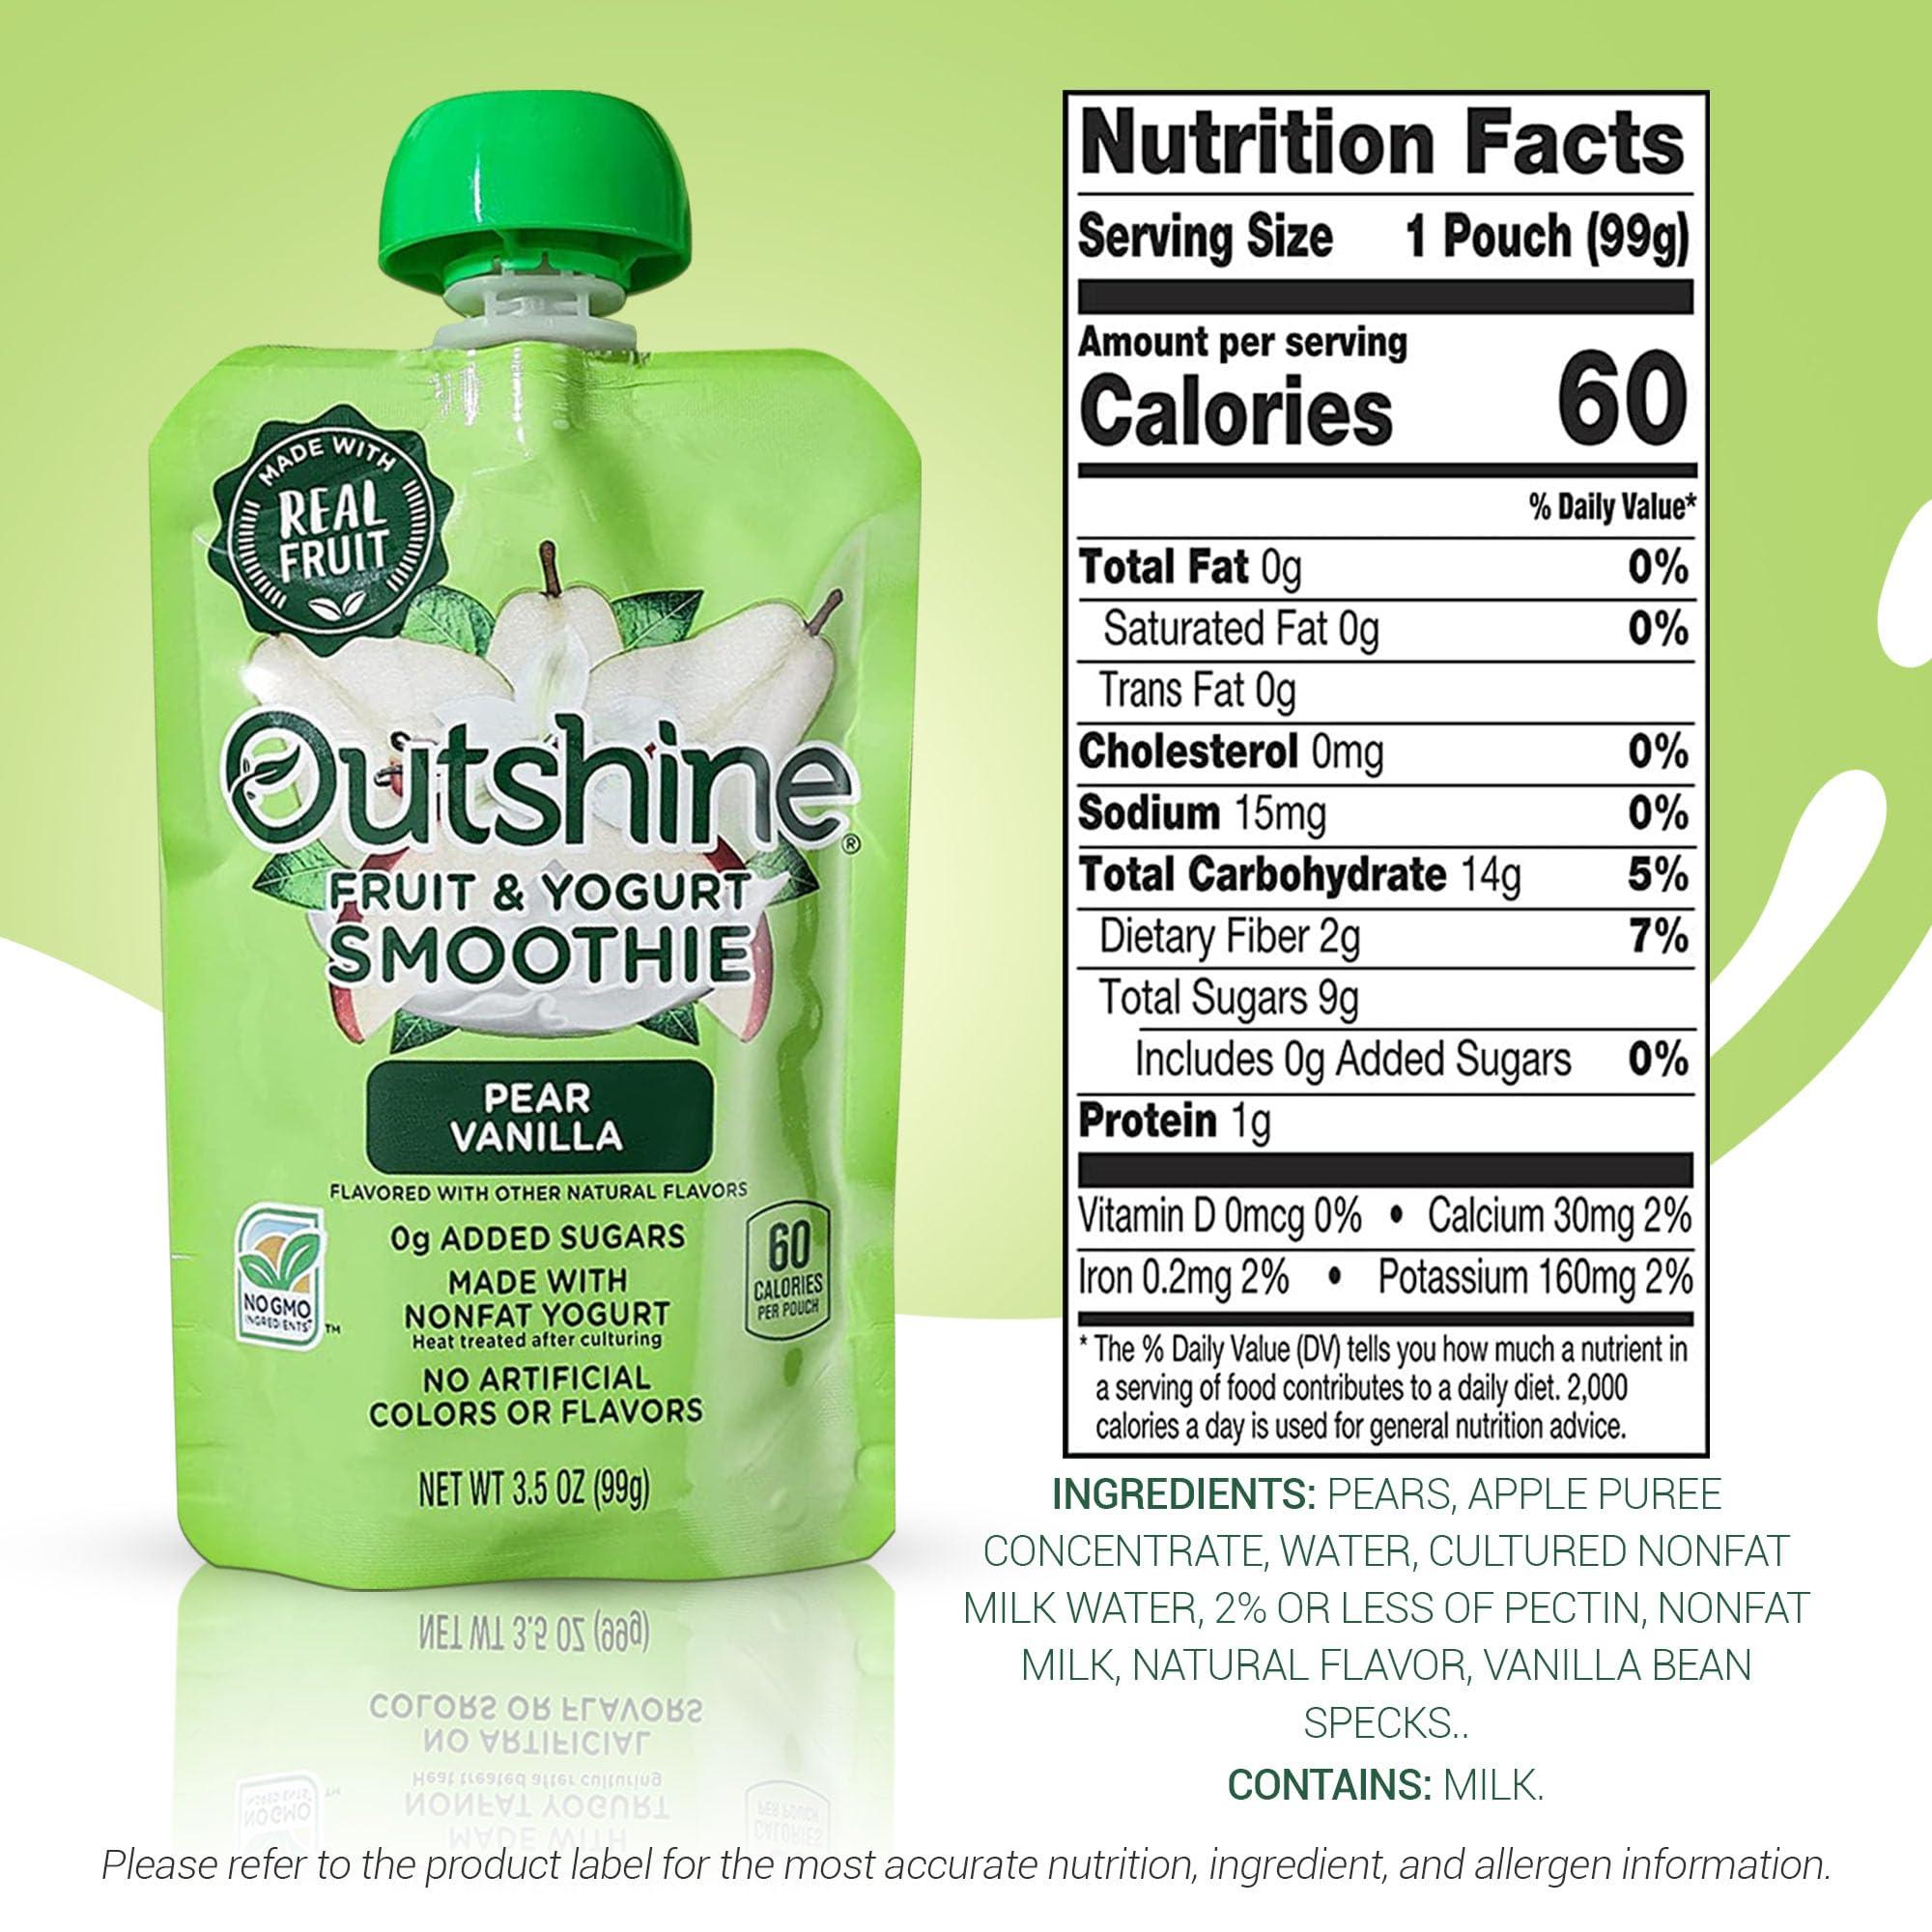 MADE WITH
REAL
FRUIT
Outshine®
FRUIT & YOGURT
SMOOTHIE
PEAR
VANILLA
FLAVORED WITH OTHER NATURAL FLAVORS
0g ADDED SUGARS
MADE WITH
NONFAT YOGURT
Heat treated after culturing
NO ARTIFICIAL
COLORS OR FLAVORS
NET WT 3.5 OZ (99g)
NO GMO
INGREDIENTS™
60
CALORIES
PER POUCH
Nutrition Facts
Serving Size 1 Pouch (99g)
Amount per serving
Calories 60
% Daily Value*
Total Fat 0g 0%
Saturated Fat 0g 0%
Trans Fat 0g
Cholesterol 0mg 0%
Sodium 15mg 0%
Total Carbohydrate 14g 5%
Dietary Fiber 2g 7%
Total Sugars 9g
Includes 0g Added Sugars 0%
Protein 1g
Vitamin D 0mcg 0% • Calcium 30mg 2%
Iron 0.2mg 2% • Potassium 160mg 2%
* The % Daily Value (DV) tells you how much a nutrient in
a serving of food contributes to a daily diet. 2,000
calories a day is used for general nutrition advice.
INGREDIENTS: PEARS, APPLE PUREE
CONCENTRATE, WATER, CULTURED NONFAT
MILK WATER, 2% OR LESS OF PECTIN, NONFAT
MILK, NATURAL FLAVOR, VANILLA BEAN
SPECKS..
CONTAINS: MILK.
Please refer to the product label for the most accurate nutrition, ingredient, and allergen information.